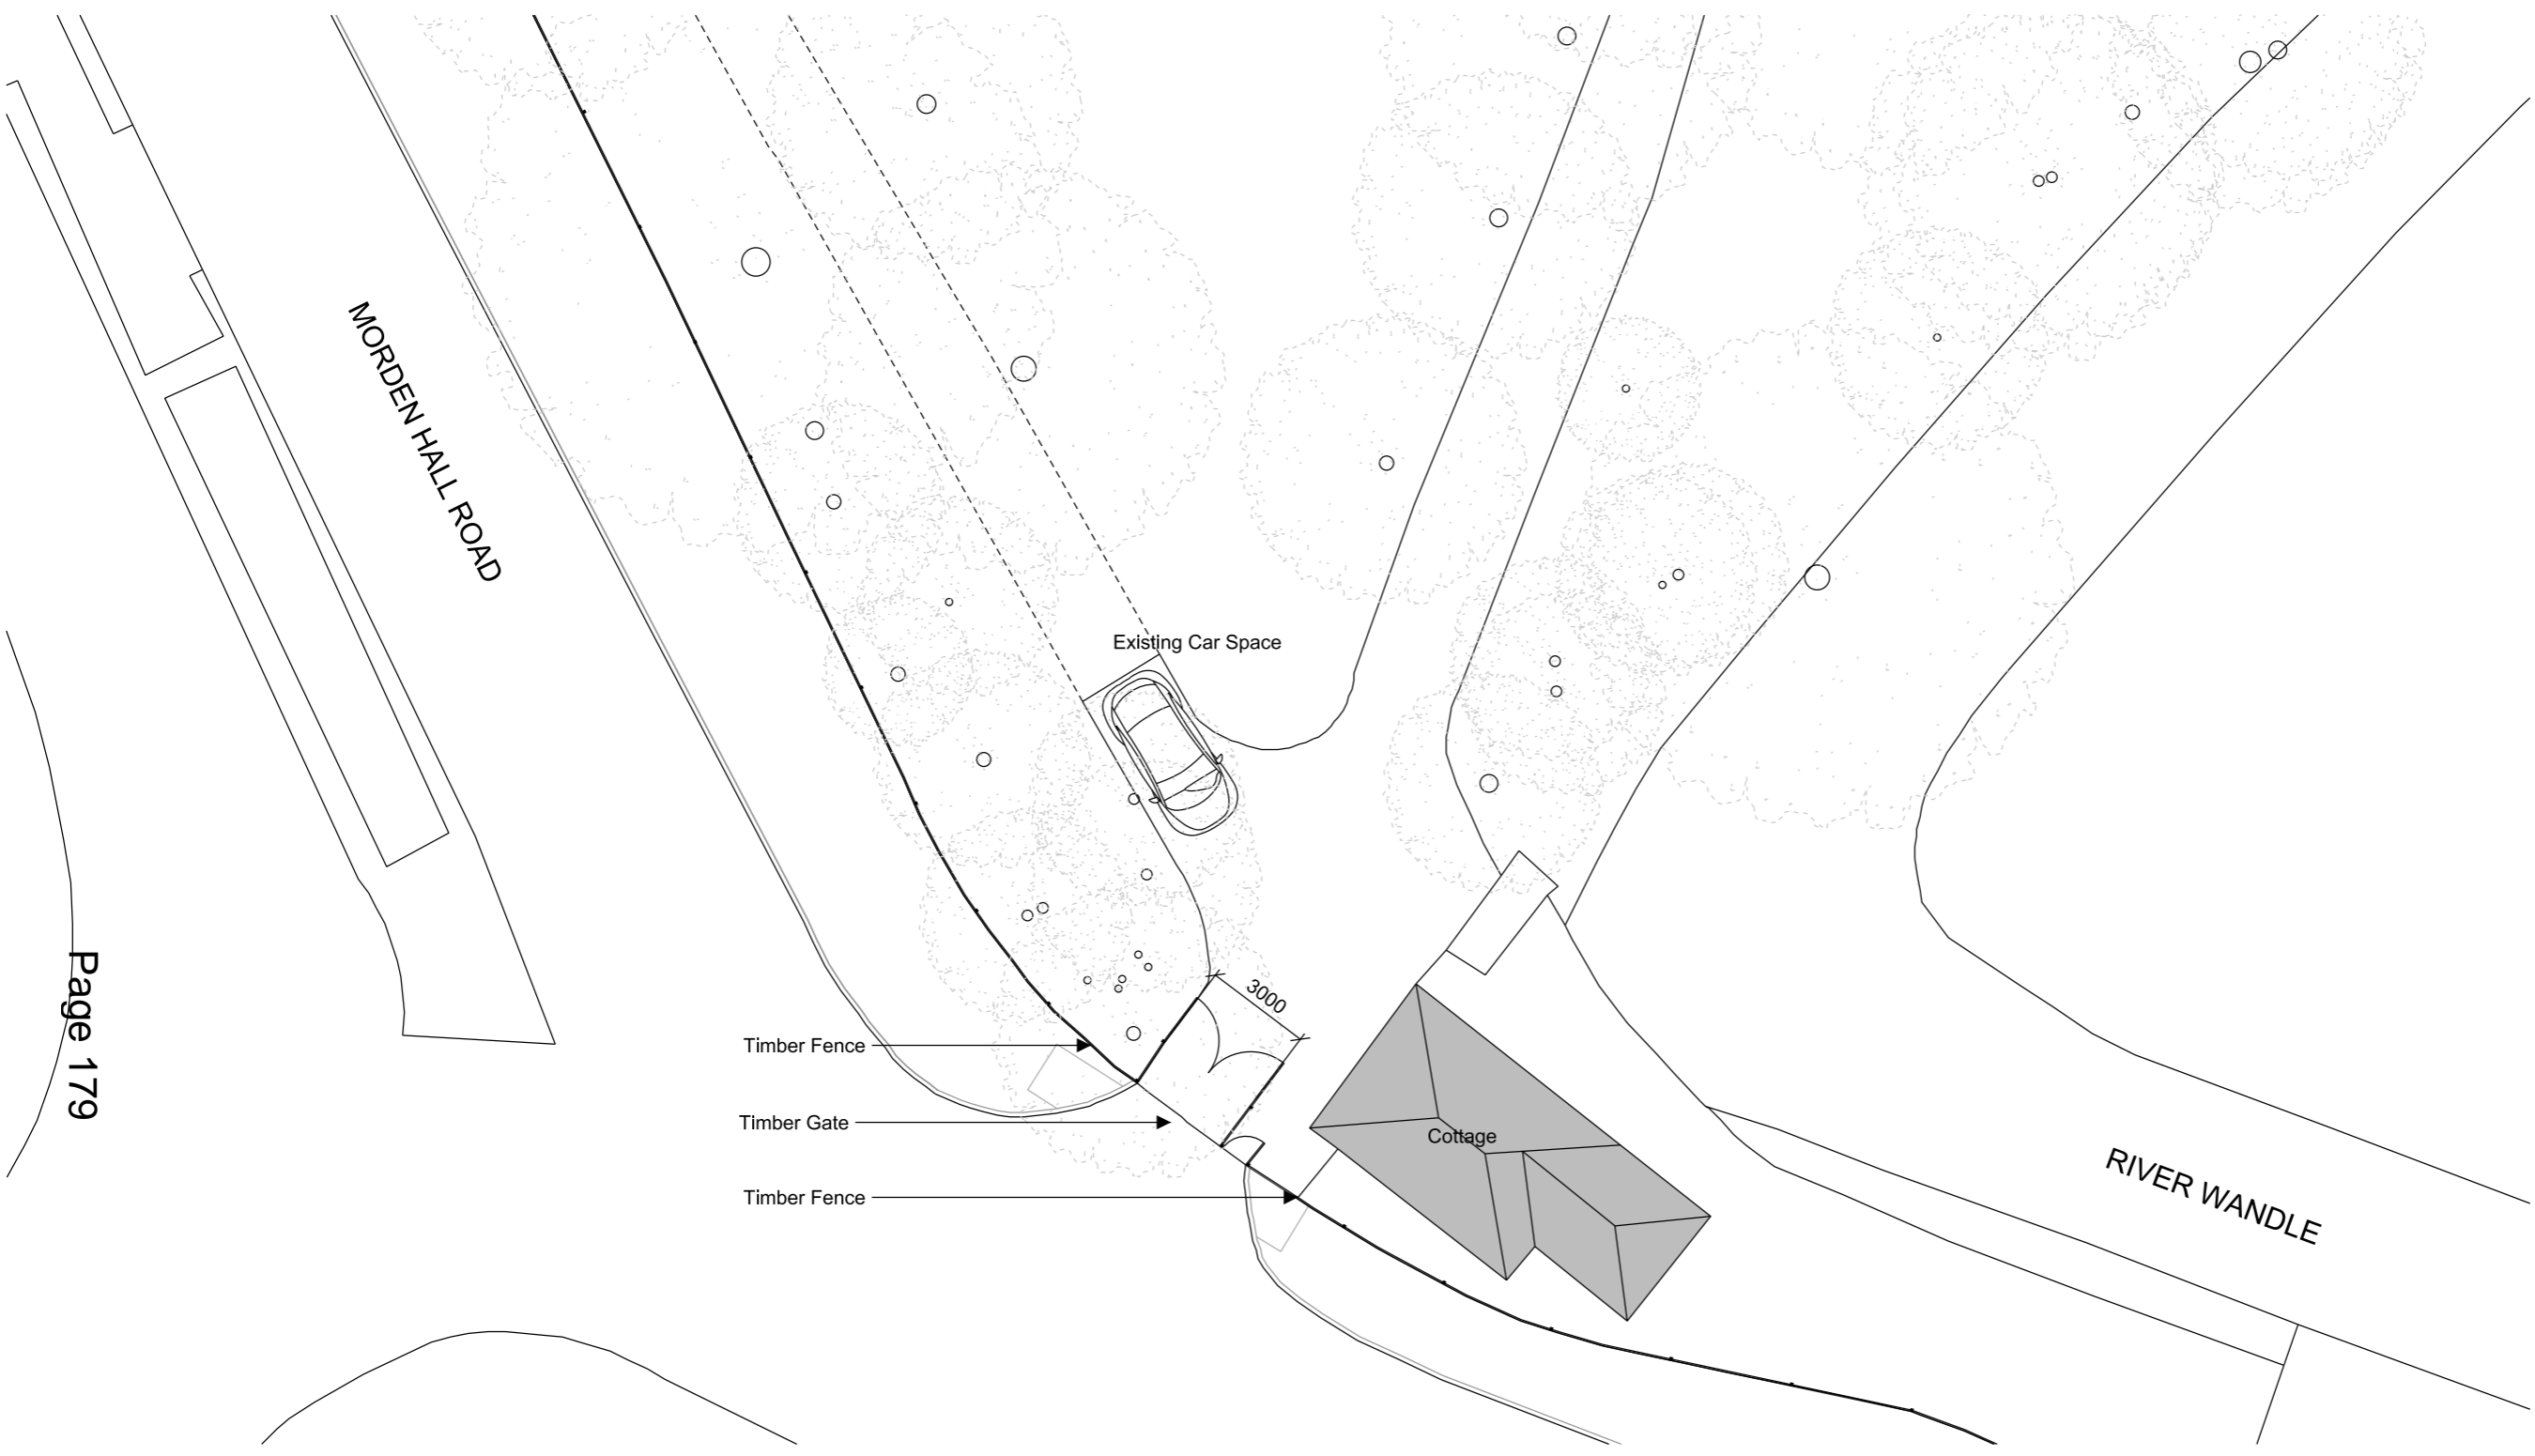 MORDEN HALL ROAD
Existing Car Space
Page 179
3000
Timber Fence
Timber Gate
Cottage
Timber Fence
RIVER WANDLE